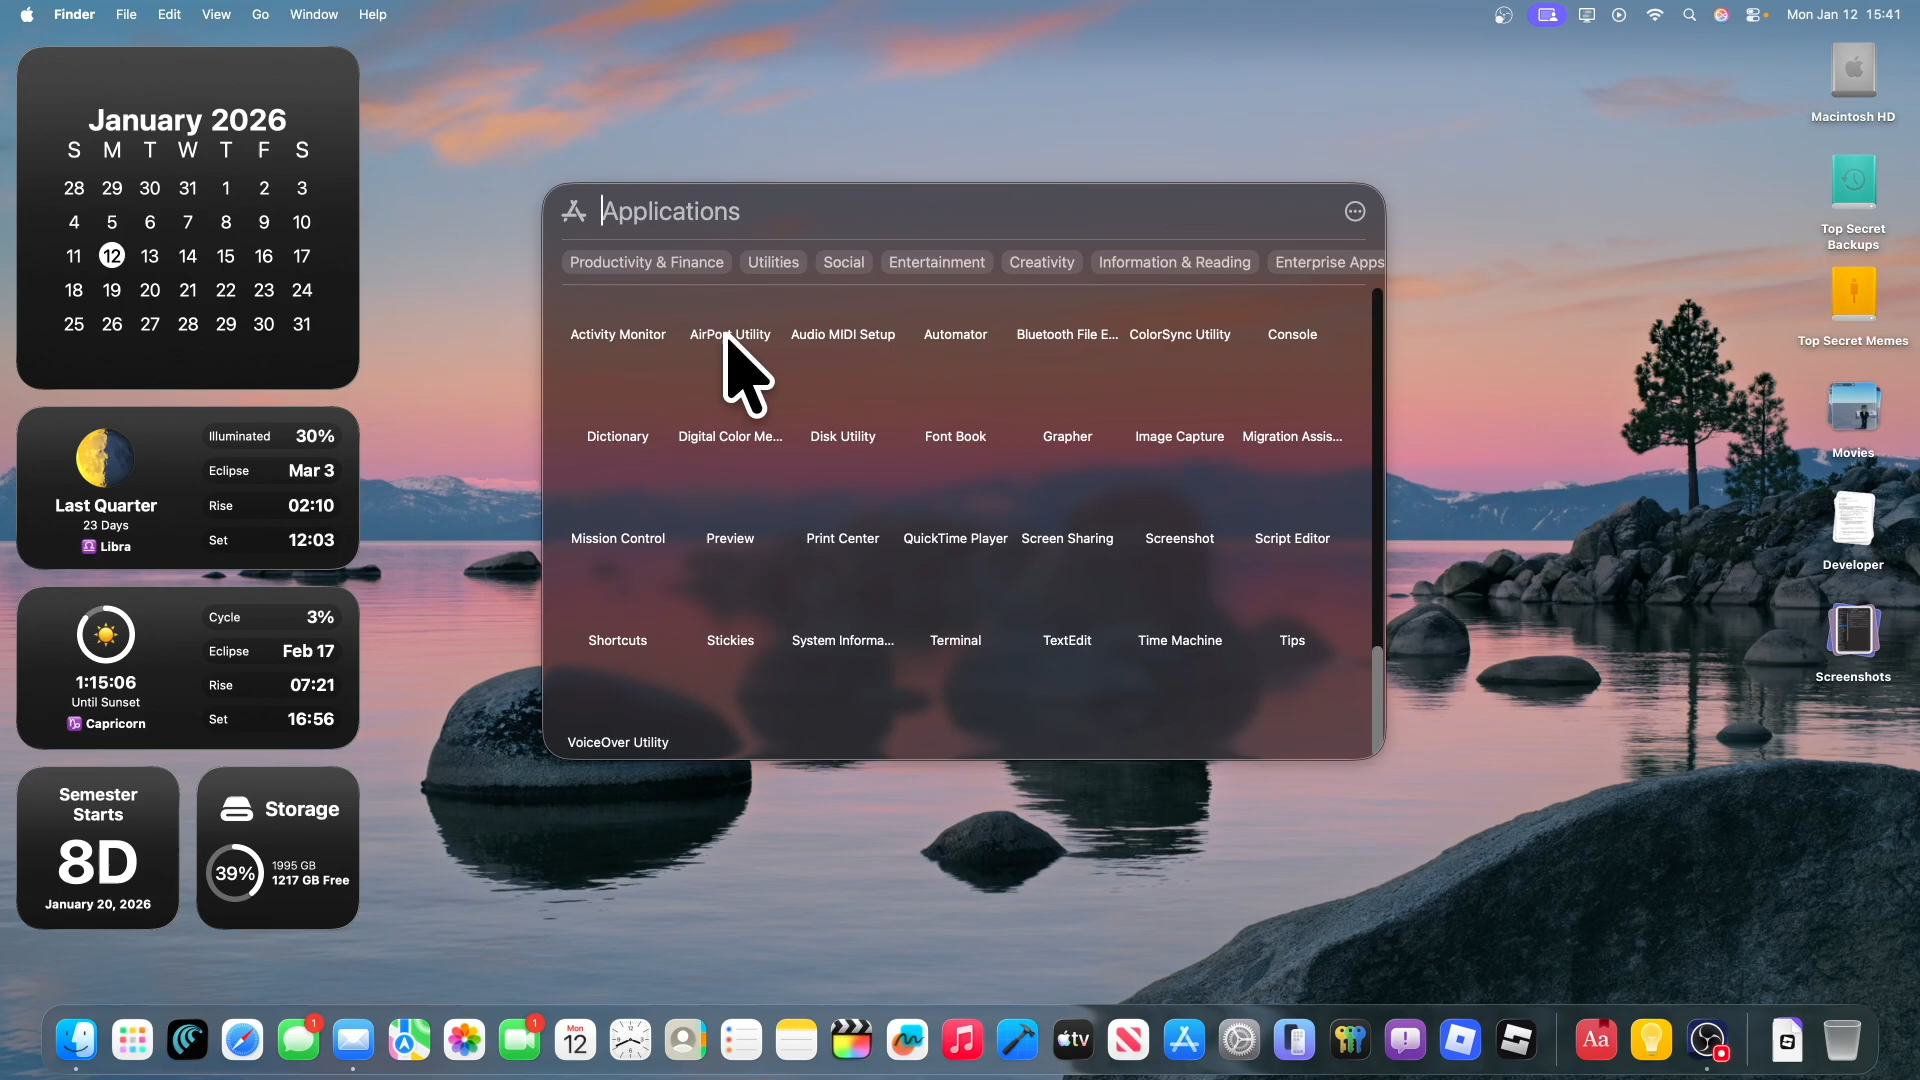 Finder File Edit View Go Window Help
Mon Jan 12 15:41
January 2026
S M T W T F S
28 29 30 31 1 2 3
4 5 6 7 8 9 10
11 12 13 14 15 16 17
18 19 20 21 22 23 24
25 26 27 28 29 30 31
Last Quarter
23 Days
Libra
Illuminated 30%
Eclipse Mar 3
Rise 02:10
Set 12:03
1:15:06
Until Sunset
Capricorn
Cycle 3%
Eclipse Feb 17
Rise 07:21
Set 16:56
Semester
Starts
8D
January 20, 2026
Storage
39%
1995 GB
1217 GB Free
Applications
Productivity & Finance Utilities Social Entertainment Creativity Information & Reading Enterprise Apps
Activity Monitor AirPort Utility Audio MIDI Setup Automator Bluetooth File E... ColorSync Utility Console
Dictionary Digital Color Me... Disk Utility Font Book Grapher Image Capture Migration Assis...
Mission Control Preview Print Center QuickTime Player Screen Sharing Screenshot Script Editor
Shortcuts Stickies System Informa... Terminal TextEdit Time Machine Tips
VoiceOver Utility
Macintosh HD
Top Secret
Backups
Top Secret Memes
Movies
Developer
Screenshots
1
1
Mon
12
tv
Aa